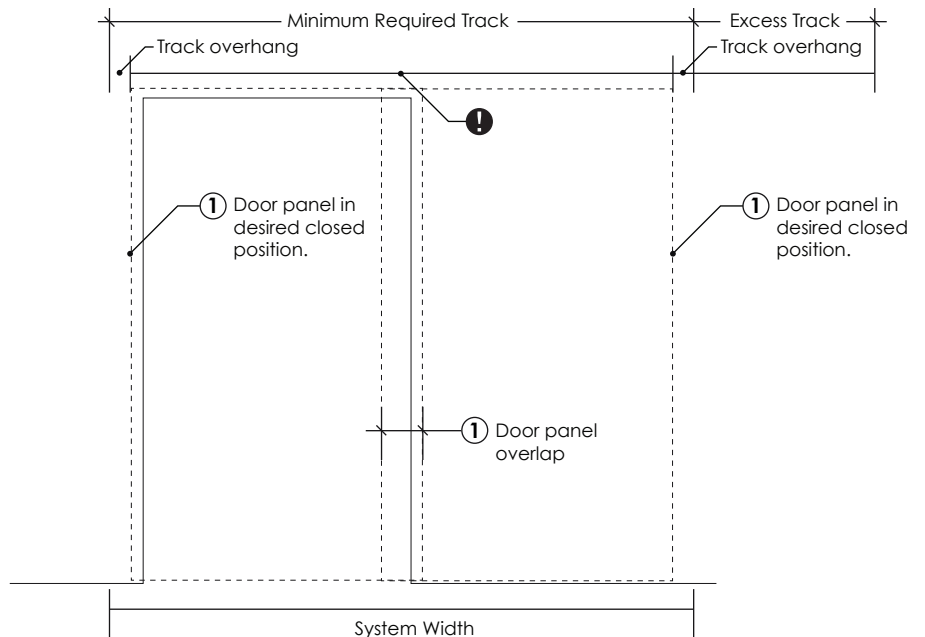 Minimum Required Track
Excess Track
Track overhang
Track overhang
!
1 Door panel in
desired closed
position.
1 Door panel in
desired closed
position.
1 Door panel
overlap
System Width